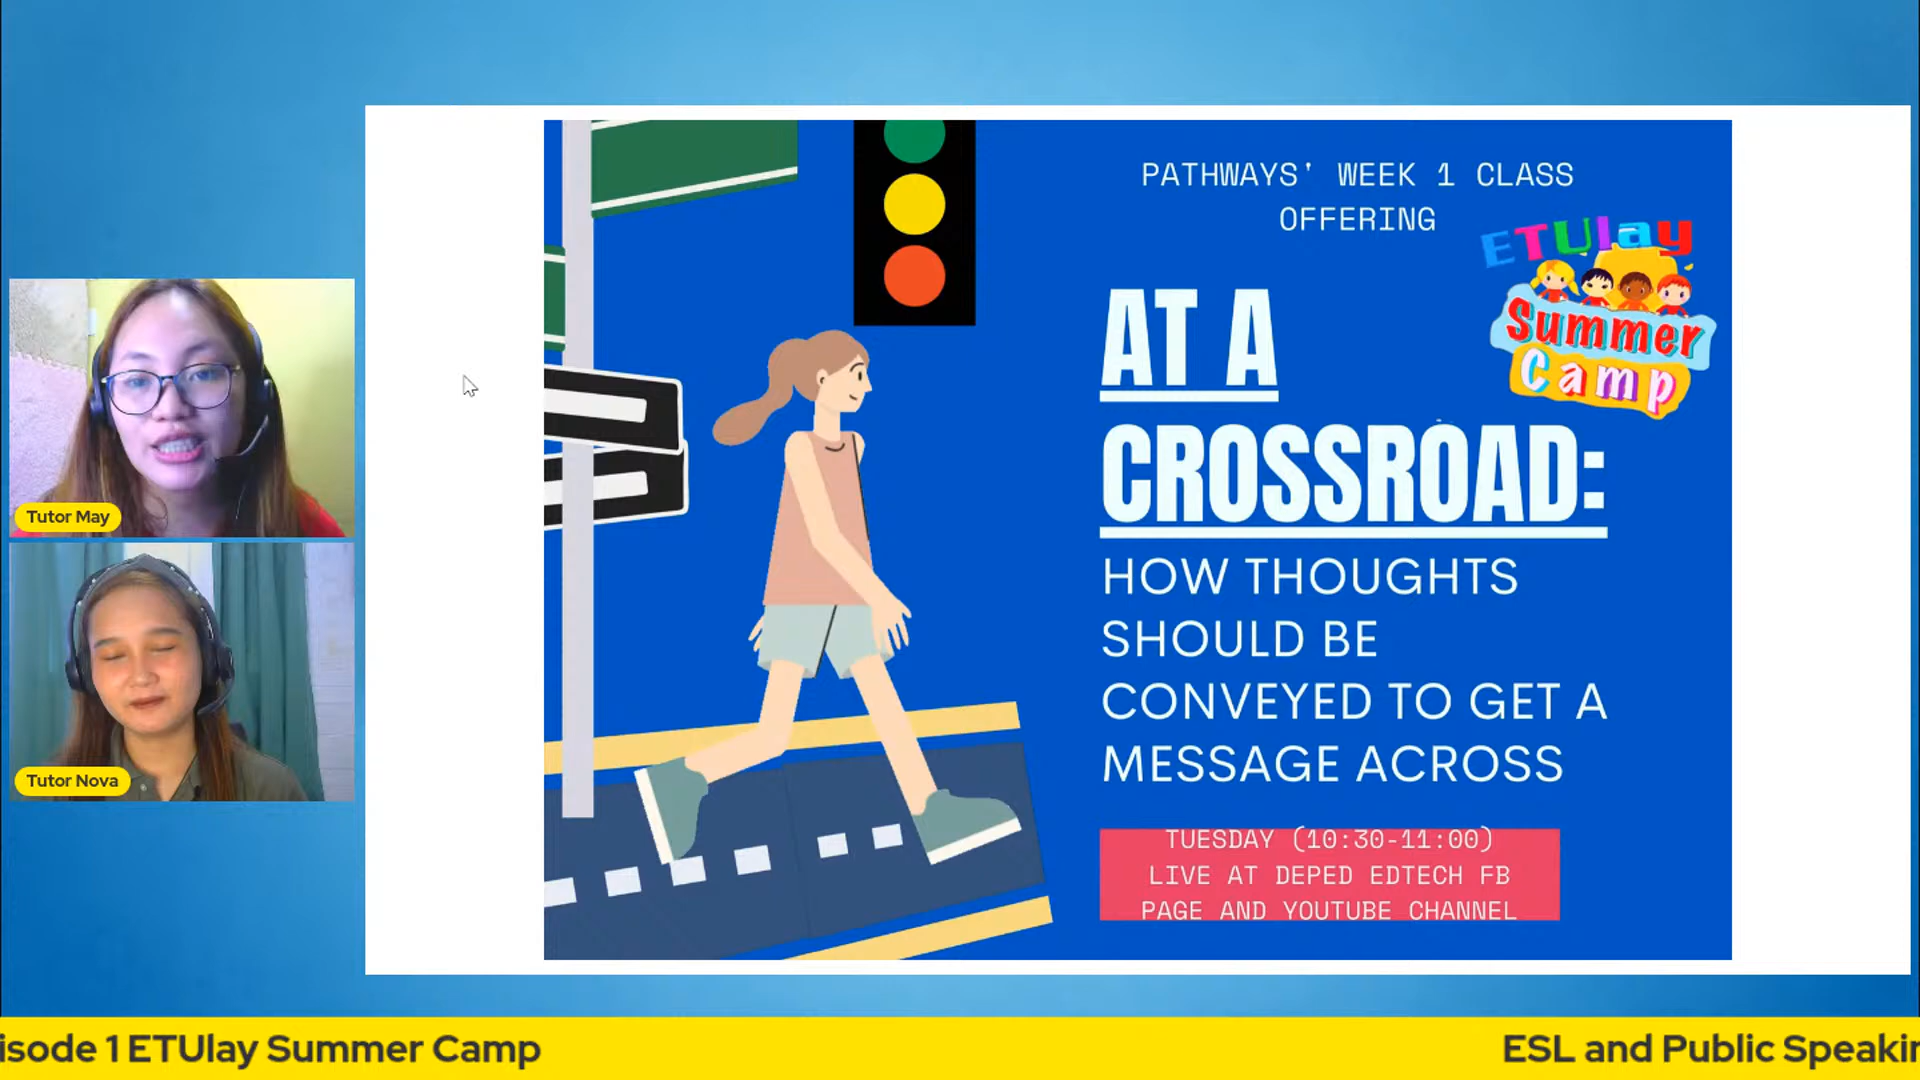 PATHWAYS' WEEK 1 CLASS
OFFERING
ETUlay
Summer
Camp
AT A
CROSSROAD:
HOW THOUGHTS
SHOULD BE
CONVEYED TO GET A
MESSAGE ACROSS
TUESDAY (10:30-11:00)
LIVE AT DEPED EDTECH FB
PAGE AND YOUTUBE CHANNEL
Tutor May
Tutor Nova
isode 1 ETUlay Summer Camp
ESL and Public Speakin